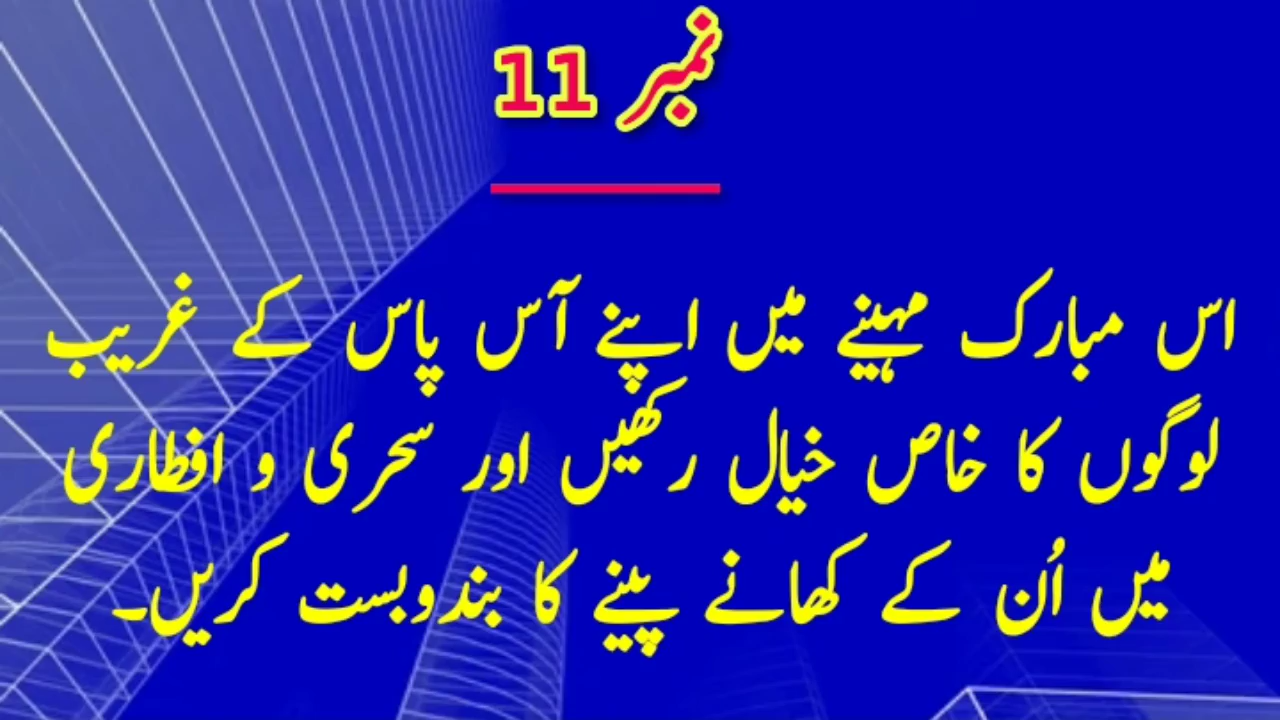 نمبر 11
اس مبارک مہینے میں اپنے آس پاس کے غریب
لوگوں کا خاص خیال رکھیں اور سحری و افطاری
میں اُن کے کھانے پینے کا بندوبست کریں۔